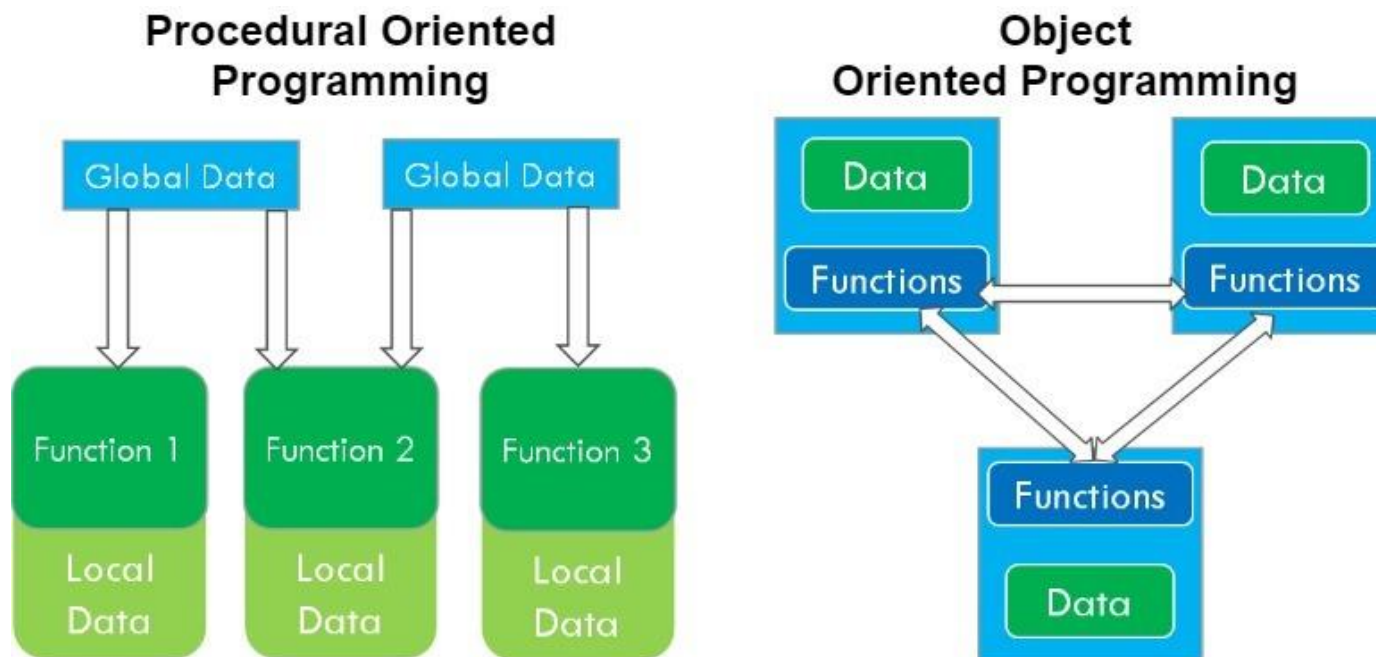 Procedural Oriented
Programming
Global Data
Global Data
Function 1
Function 2
Function 3
Local
Data
Local
Data
Local
Data
Object
Oriented Programming
Data
Functions
Data
Functions
Functions
Data